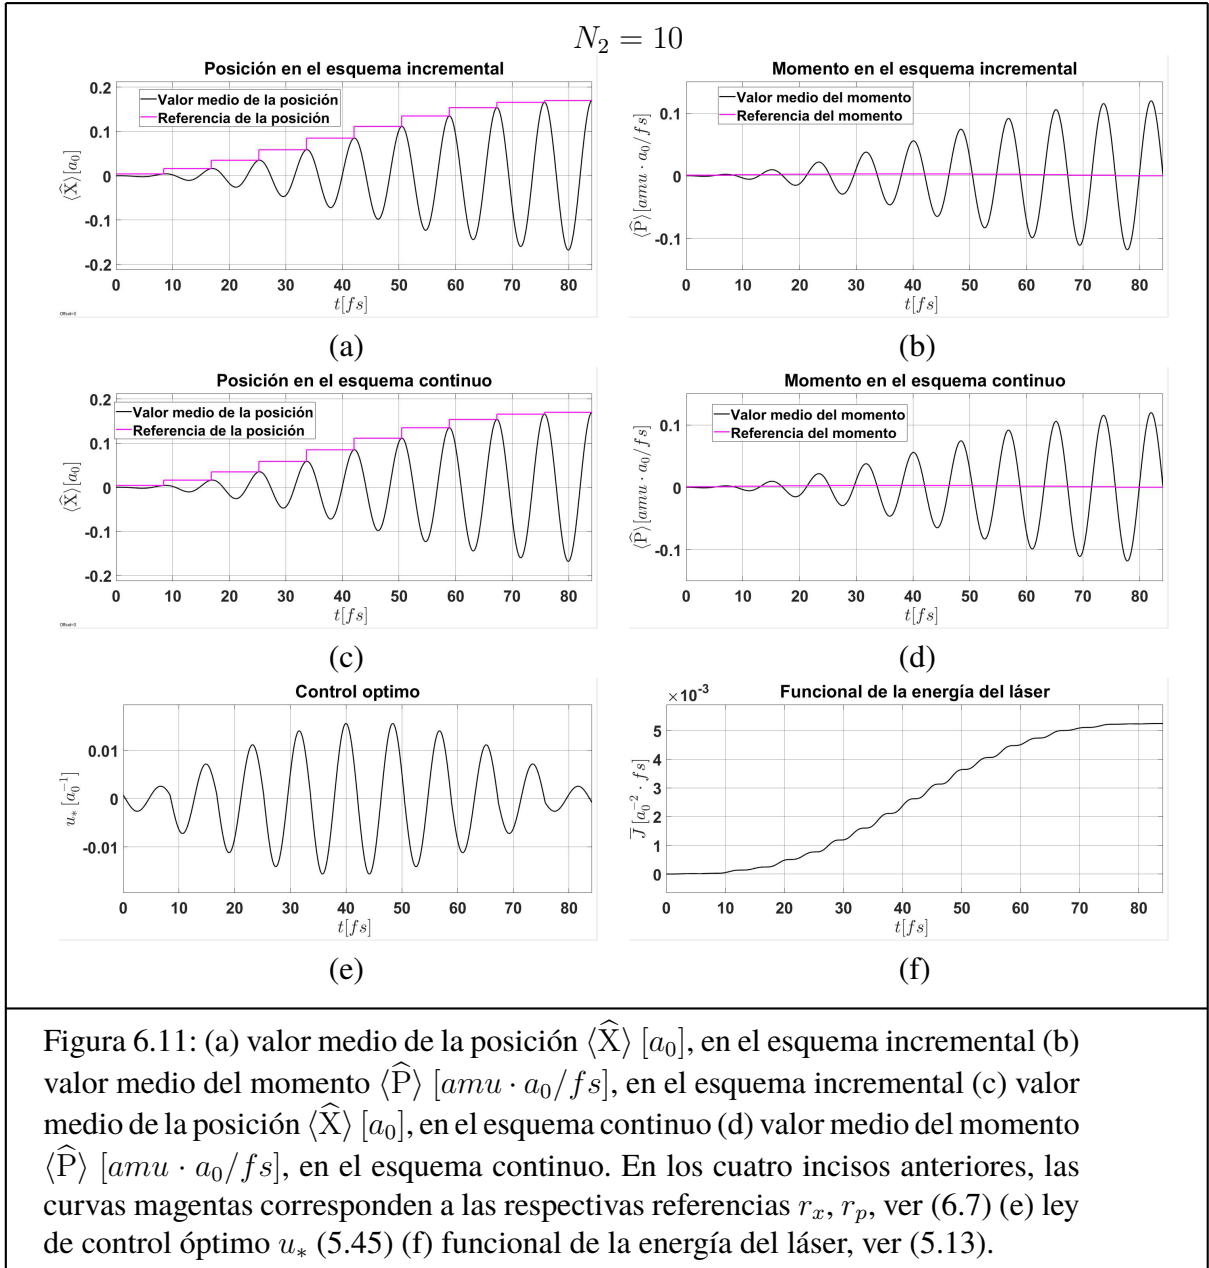 N₂ = 10
Posición en el esquema incremental
Valor medio de la posición
Referencia de la posición
⟨X̂⟩[a₀]
0.2
0.1
0
-0.1
-0.2
0 10 20 30 40 50 60 70 80
t[fs]
Offset=0
(a)
Momento en el esquema incremental
Valor medio del momento
Referencia del momento
⟨P̂⟩[amu · a₀/fs]
0.1
0
-0.1
0 10 20 30 40 50 60 70 80
t[fs]
(b)
Posición en el esquema continuo
Valor medio de la posición
Referencia de la posición
⟨X̂⟩[a₀]
0.2
0.1
0
-0.1
-0.2
0 10 20 30 40 50 60 70 80
t[fs]
Offset=0
(c)
Momento en el esquema continuo
Valor medio del momento
Referencia del momento
⟨P̂⟩[amu · a₀/fs]
0.1
0
-0.1
0 10 20 30 40 50 60 70 80
t[fs]
(d)
Control optimo
u* [a₀⁻¹]
0.01
0
-0.01
0 10 20 30 40 50 60 70 80
t[fs]
(e)
Funcional de la energía del láser
×10⁻³
J̅ [a₀⁻² · fs]
5
4
3
2
1
0
0 10 20 30 40 50 60 70 80
t[fs]
(f)
Figura 6.11: (a) valor medio de la posición ⟨X̂⟩ [a₀], en el esquema incremental (b)
valor medio del momento ⟨P̂⟩ [amu · a₀/fs], en el esquema incremental (c) valor
medio de la posición ⟨X̂⟩ [a₀], en el esquema continuo (d) valor medio del momento
⟨P̂⟩ [amu · a₀/fs], en el esquema continuo. En los cuatro incisos anteriores, las
curvas magentas corresponden a las respectivas referencias rₓ, rₚ, ver (6.7) (e) ley
de control óptimo u* (5.45) (f) funcional de la energía del láser, ver (5.13).